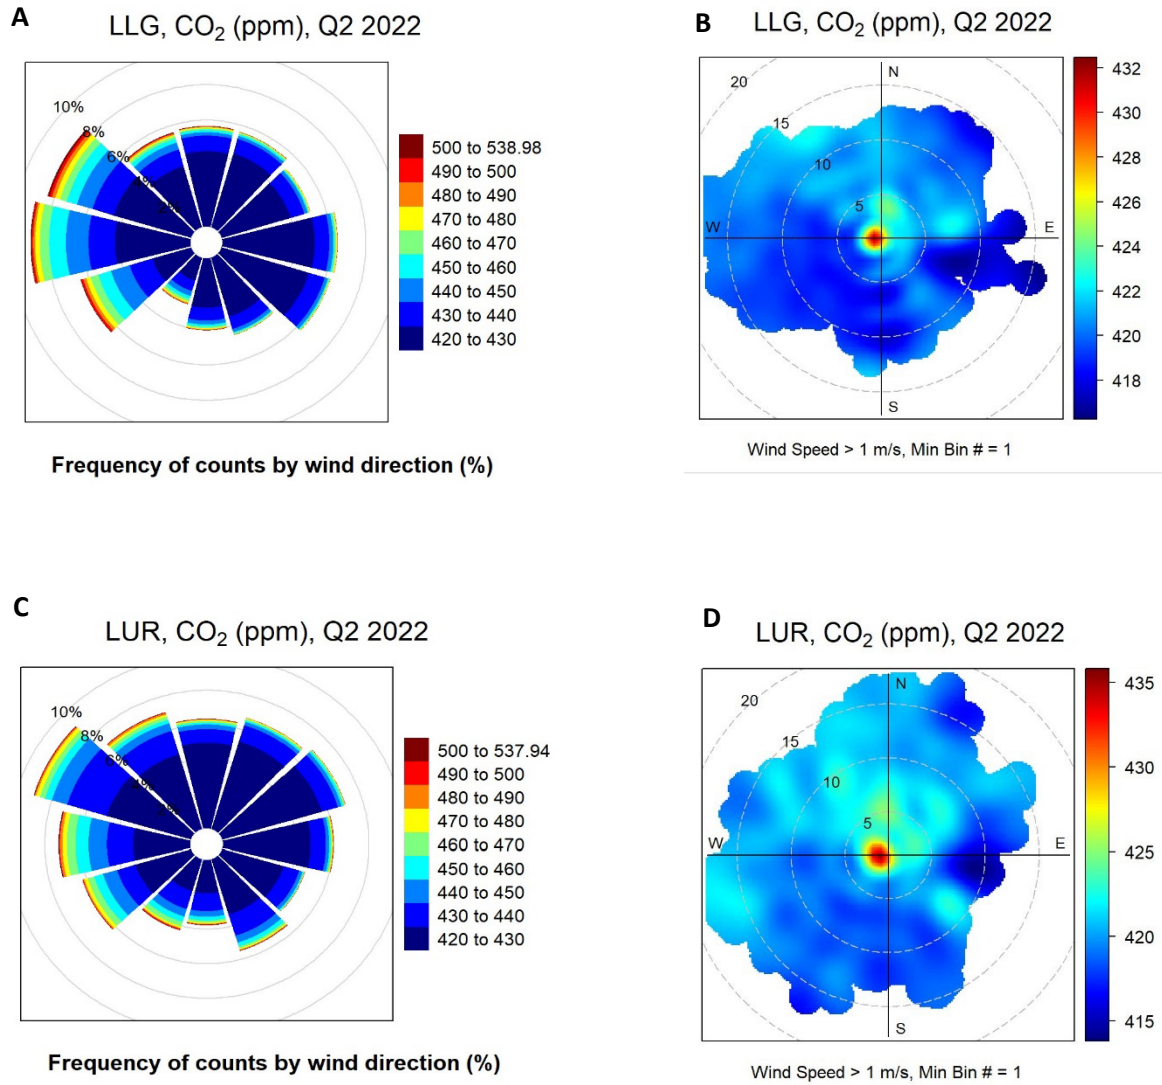 A
LLG, CO₂ (ppm), Q2 2022
10%
8%
6%
4%
2%
500 to 538.98
490 to 500
480 to 490
470 to 480
460 to 470
450 to 460
440 to 450
430 to 440
420 to 430
Frequency of counts by wind direction (%)
B
LLG, CO₂ (ppm), Q2 2022
20
15
10
5
N
W
E
S
432
430
428
426
424
422
420
418
Wind Speed > 1 m/s, Min Bin # = 1
C
LUR, CO₂ (ppm), Q2 2022
10%
8%
6%
4%
2%
500 to 537.94
490 to 500
480 to 490
470 to 480
460 to 470
450 to 460
440 to 450
430 to 440
420 to 430
Frequency of counts by wind direction (%)
D
LUR, CO₂ (ppm), Q2 2022
20
15
10
5
N
W
E
S
435
430
425
420
415
Wind Speed > 1 m/s, Min Bin # = 1